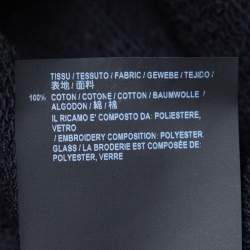 TISSU / TESSUTO / FABRIC / GEWEBE / TEJIDO /
表地 / 面料
100% COTON / COTONE / COTTON / BAUMWOLLE /
ALGODON / 綿 / 棉
IL RICAMO E' COMPOSTO DA: POLIESTERE,
VETRO
/ EMBROIDERY COMPOSITION: POLYESTER,
GLASS / LA BRODERIE EST COMPOSÉE PAR:
POLYESTER, VERRE